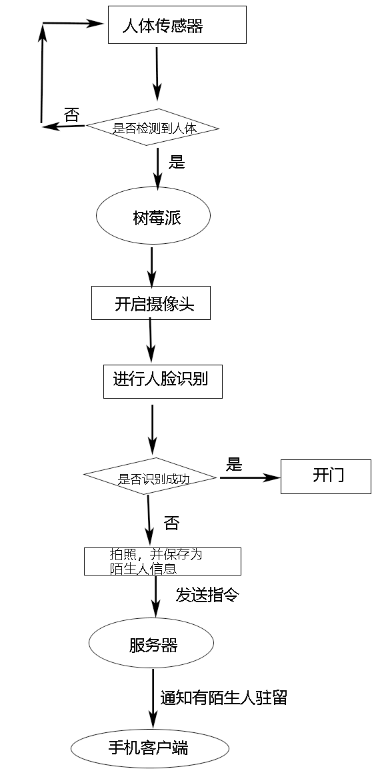 人体传感器
否
是否检测到人体
是
树莓派
开启摄像头
进行人脸识别
是否识别成功
是
开门
否
拍照，并保存为
陌生人信息
发送指令
服务器
通知有陌生人驻留
手机客户端